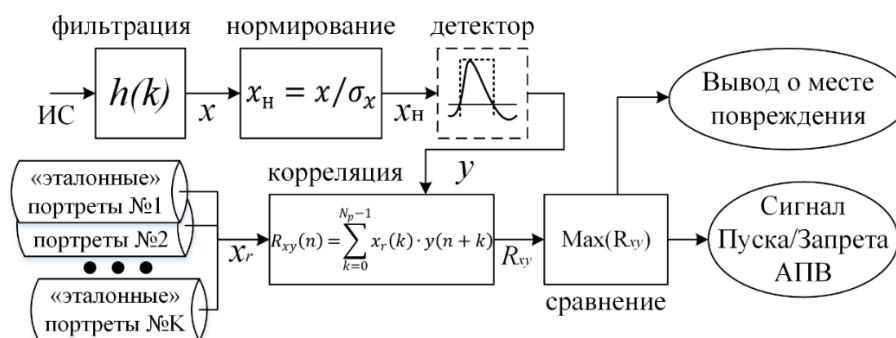 фильтрация
нормирование
детектор
ИС
h(k)
x
xн = x/σx
xн
Вывод о месте
повреждения
«эталонные»
портреты №1
портреты №2
«эталонные»
портреты №K
xr
корреляция
y
Rxy(n) = ∑ k=0 Np−1 xr(k) · y(n + k)
Rxy
Max(Rxy)
сравнение
Сигнал
Пуска/Запрета
АПВ